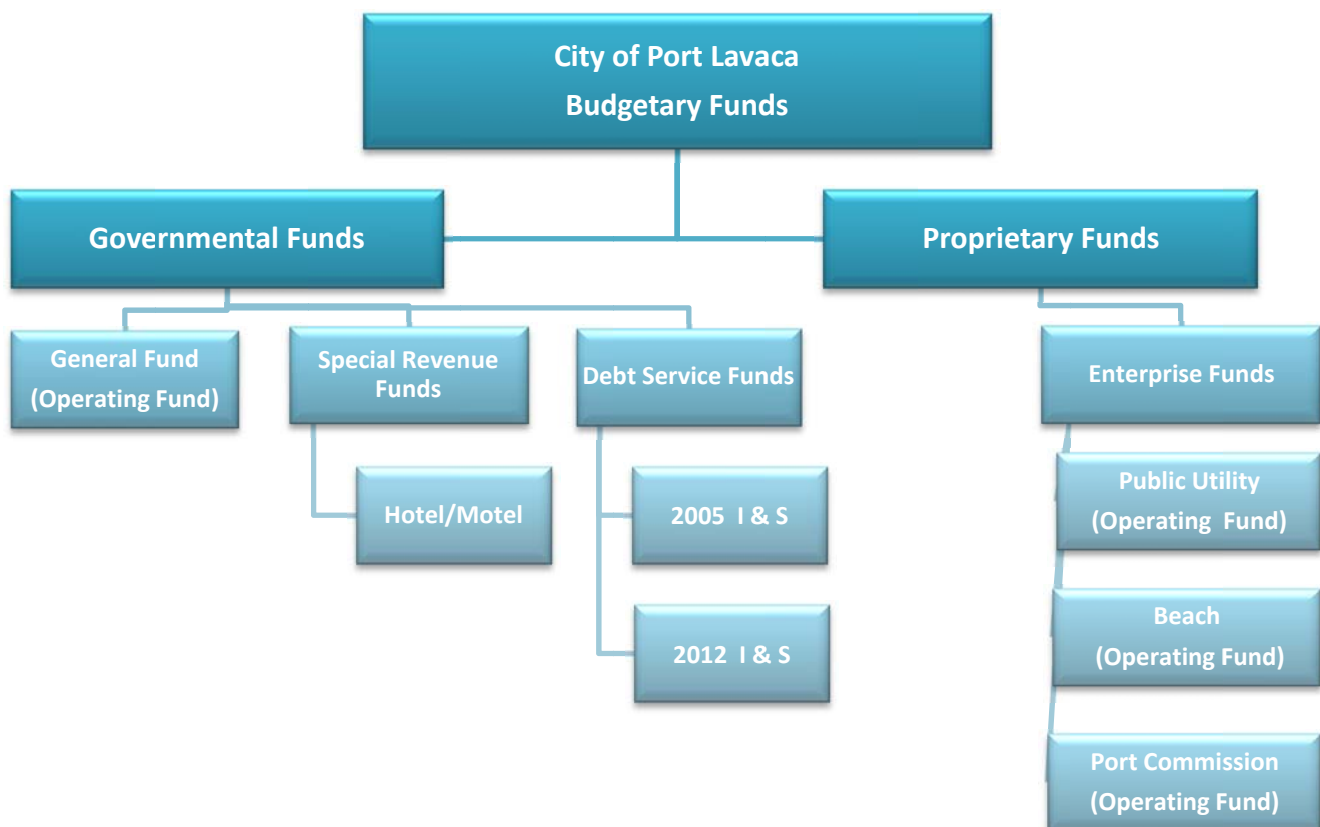 City of Port Lavaca
Budgetary Funds
Governmental Funds
Proprietary Funds
General Fund
(Operating Fund)
Special Revenue
Funds
Debt Service Funds
Enterprise Funds
Hotel/Motel
2005 I & S
2012 I & S
Public Utility
(Operating Fund)
Beach
(Operating Fund)
Port Commission
(Operating Fund)